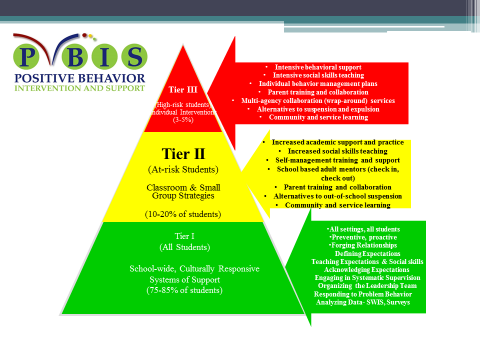 PBIS
POSITIVE BEHAVIOR
INTERVENTION AND SUPPORT
Tier III
High-risk students
Individual Interventions
(3-5%)
• Intensive behavioral support
• Intensive social skills teaching
• Individual behavior management plans
• Parent training and collaboration
• Multi-agency collaboration (wrap-around) services
• Alternatives to suspension and expulsion
• Community and service learning
Tier II
(At-risk Students)
Classroom & Small
Group Strategies
(10-20% of students)
• Increased academic support and practice
• Increased social skills teaching
• Self-management training and support
• School based adult mentors (check in,
check out)
• Parent training and collaboration
• Alternatives to out-of-school suspension
• Community and service learning
Tier I
(All Students)
School-wide, Culturally Responsive
Systems of Support
(75-85% of students)
•All settings, all students
•Preventive, proactive
•Forging Relationships
Defining Expectations
Teaching Expectations & Social skills
Acknowledging Expectations
Engaging in Systematic Supervision
Organizing the Leadership Team
Responding to Problem Behavior
Analyzing Data- SWIS, Surveys